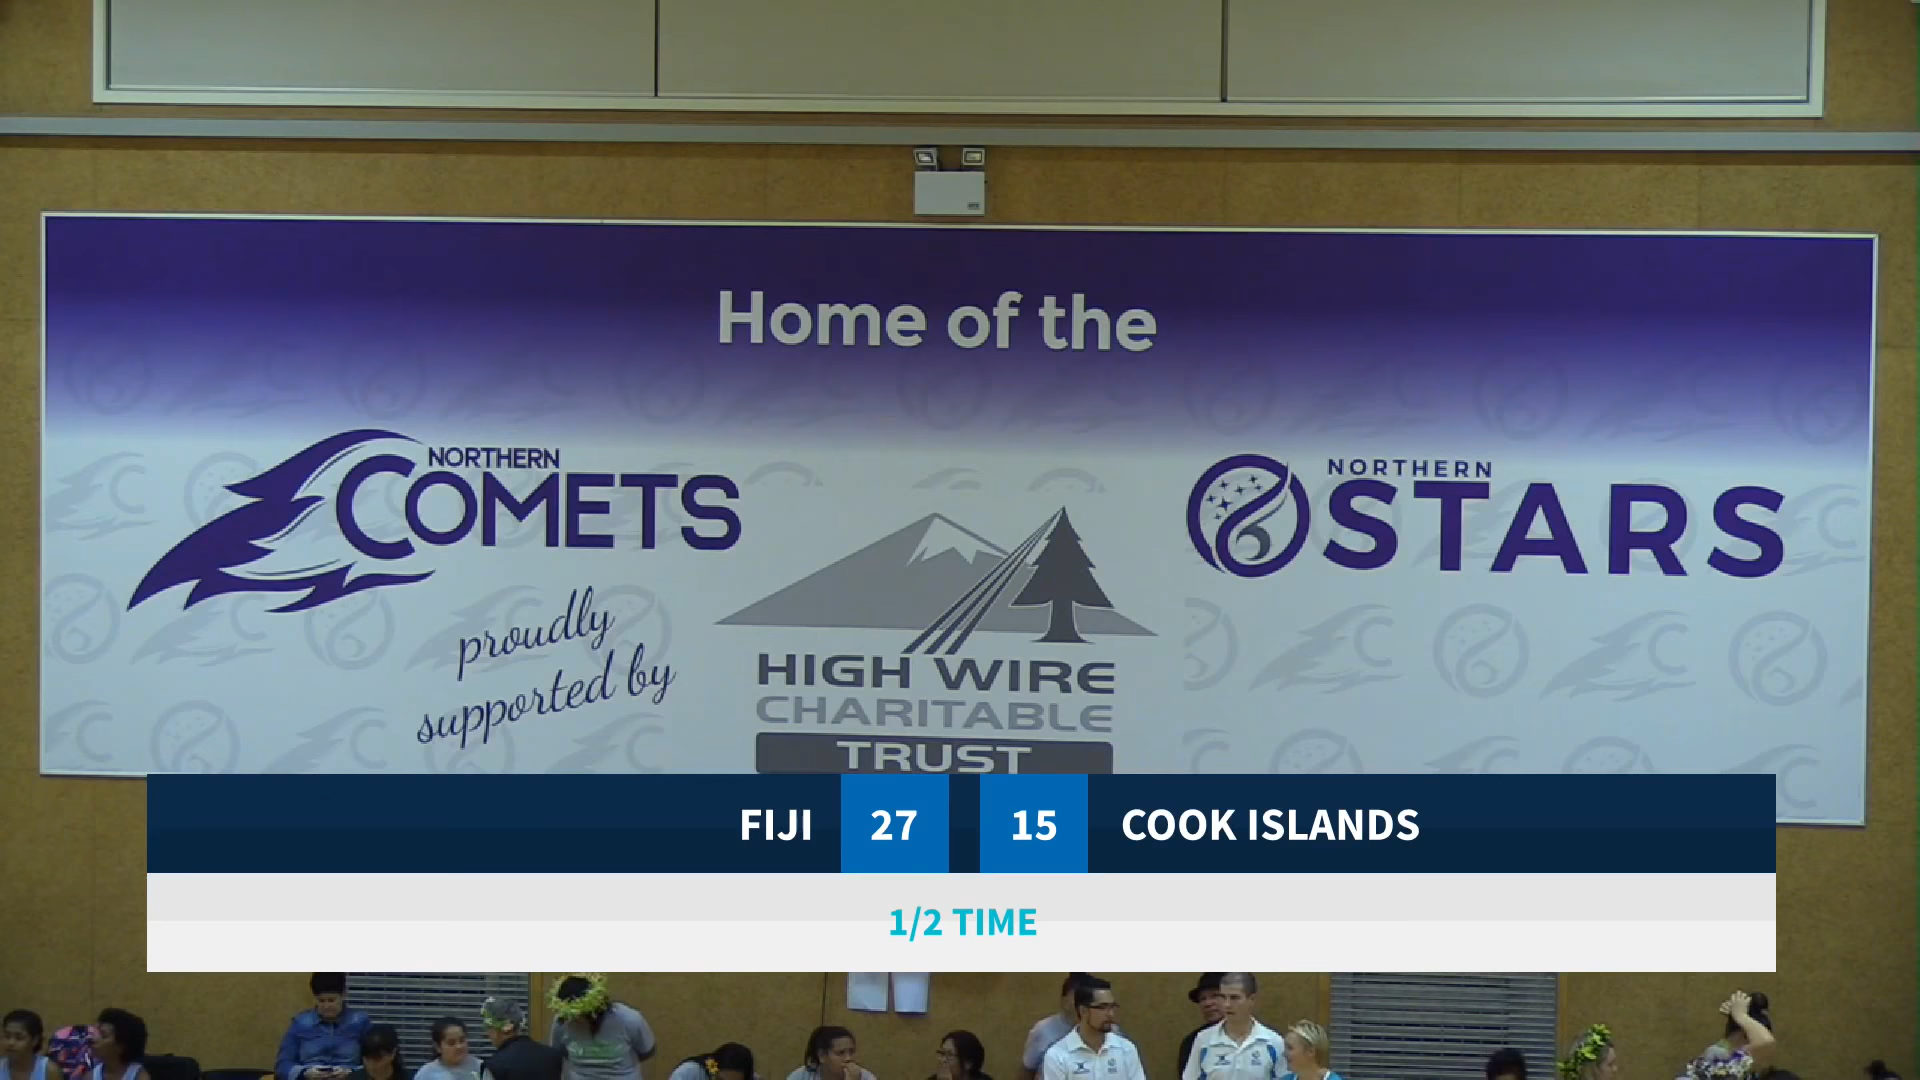 Home of the
NORTHERN
COMETS
NORTHERN
STARS
proudly
supported by
HIGH WIRE
CHARITABLE
TRUST
FIJI 27 15 COOK ISLANDS
1/2 TIME